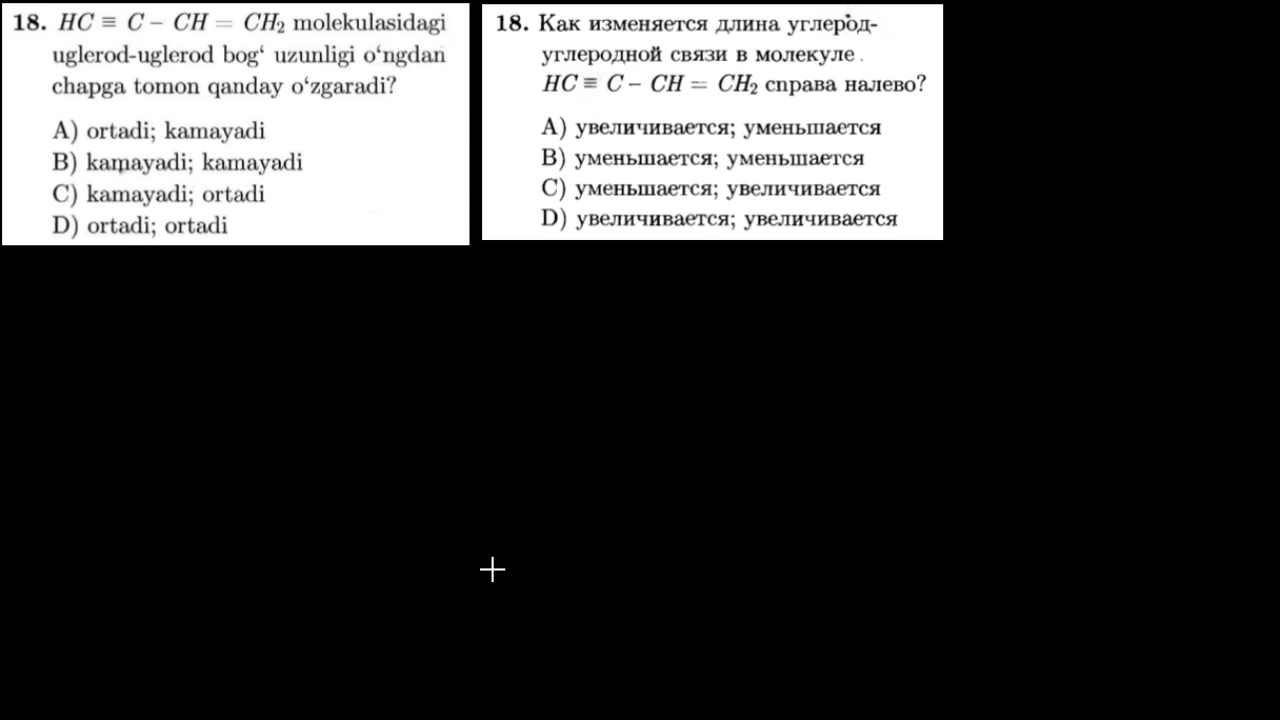 18. HC ≡ C − CH = CH₂ molekulasidagi
uglerod-uglerod bog‘ uzunligi o‘ngdan
chapga tomon qanday o‘zgaradi?
A) ortadi; kamayadi
B) kamayadi; kamayadi
C) kamayadi; ortadi
D) ortadi; ortadi
18. Как изменяется длина углерод-
углеродной связи в молекуле .
HC ≡ C − CH = CH₂ справа налево?
A) увеличивается; уменьшается
B) уменьшается; уменьшается
C) уменьшается; увеличивается
D) увеличивается; увеличивается